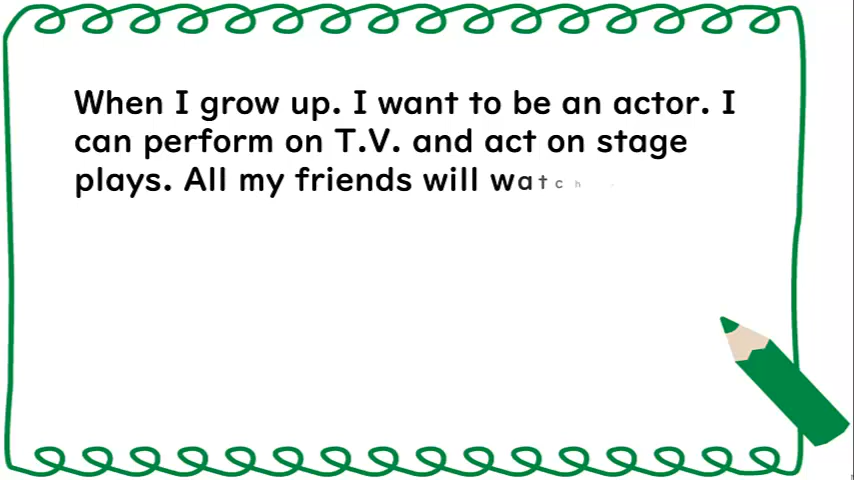 When I grow up. I want to be an actor. I
can perform on T.V. and act on stage
plays. All my friends will watch